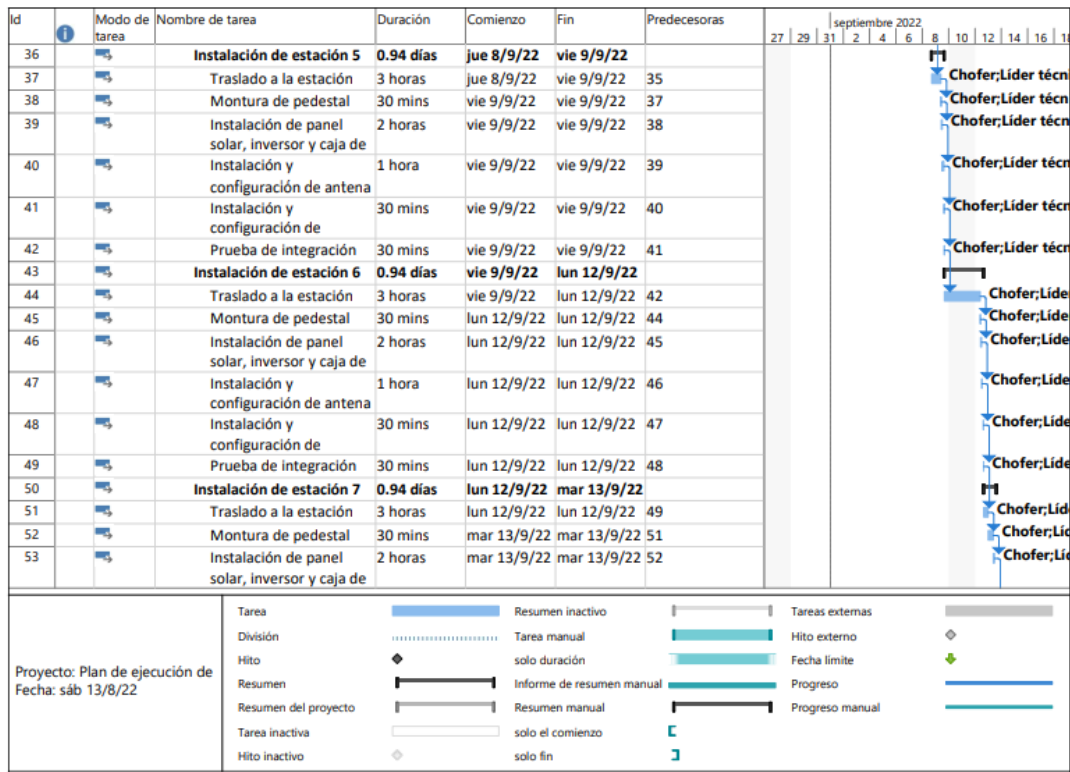 Id Modo de tarea Nombre de tarea Duración Comienzo Fin Predecesoras
septiembre 2022
27 29 31 2 4 6 8 10 12 14 16 18
36 Instalación de estación 5 0.94 días jue 8/9/22 vie 9/9/22
37 Traslado a la estación 3 horas jue 8/9/22 vie 9/9/22 35 Chofer;Líder técni
38 Montura de pedestal 30 mins vie 9/9/22 vie 9/9/22 37 Chofer;Líder técn
39 Instalación de panel 2 horas vie 9/9/22 vie 9/9/22 38 Chofer;Líder técn
solar, inversor y caja de
40 Instalación y 1 hora vie 9/9/22 vie 9/9/22 39 Chofer;Líder técn
configuración de antena
41 Instalación y 30 mins vie 9/9/22 vie 9/9/22 40 Chofer;Líder técn
configuración de
42 Prueba de integración 30 mins vie 9/9/22 vie 9/9/22 41 Chofer;Líder técn
43 Instalación de estación 6 0.94 días vie 9/9/22 lun 12/9/22
44 Traslado a la estación 3 horas vie 9/9/22 lun 12/9/22 42 Chofer;Líde
45 Montura de pedestal 30 mins lun 12/9/22 lun 12/9/22 44 Chofer;Líde
46 Instalación de panel 2 horas lun 12/9/22 lun 12/9/22 45 Chofer;Líde
solar, inversor y caja de
47 Instalación y 1 hora lun 12/9/22 lun 12/9/22 46 Chofer;Líde
configuración de antena
48 Instalación y 30 mins lun 12/9/22 lun 12/9/22 47 Chofer;Líde
configuración de
49 Prueba de integración 30 mins lun 12/9/22 lun 12/9/22 48 Chofer;Líde
50 Instalación de estación 7 0.94 días lun 12/9/22 mar 13/9/22
51 Traslado a la estación 3 horas lun 12/9/22 lun 12/9/22 49 Chofer;Líd
52 Montura de pedestal 30 mins mar 13/9/22 mar 13/9/22 51 Chofer;Líd
53 Instalación de panel 2 horas mar 13/9/22 mar 13/9/22 52 Chofer;Lí
solar, inversor y caja de
Proyecto: Plan de ejecución de
Fecha: sáb 13/8/22
Tarea Resumen inactivo Tareas externas
División Tarea manual Hito externo
Hito solo duración Fecha límite
Resumen Informe de resumen manual Progreso
Resumen del proyecto Resumen manual Progreso manual
Tarea inactiva solo el comienzo
Hito inactivo solo fin